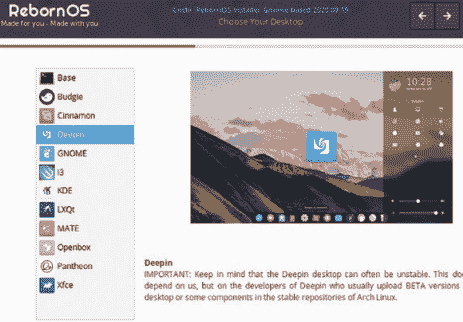 RebornOS
Made for you - Made with you
Choose Your Desktop
Base
Budgie
Cinnamon
Deepin
GNOME
i3
KDE
LXQt
MATE
Openbox
Pantheon
Xfce
10:28
Deepin
IMPORTANT: Keep in mind that the Deepin desktop can often be unstable. This doe
depend on us, but on the developers of Deepin who usually upload BETA versions
desktop or some components in the stable repositories of Arch Linux.